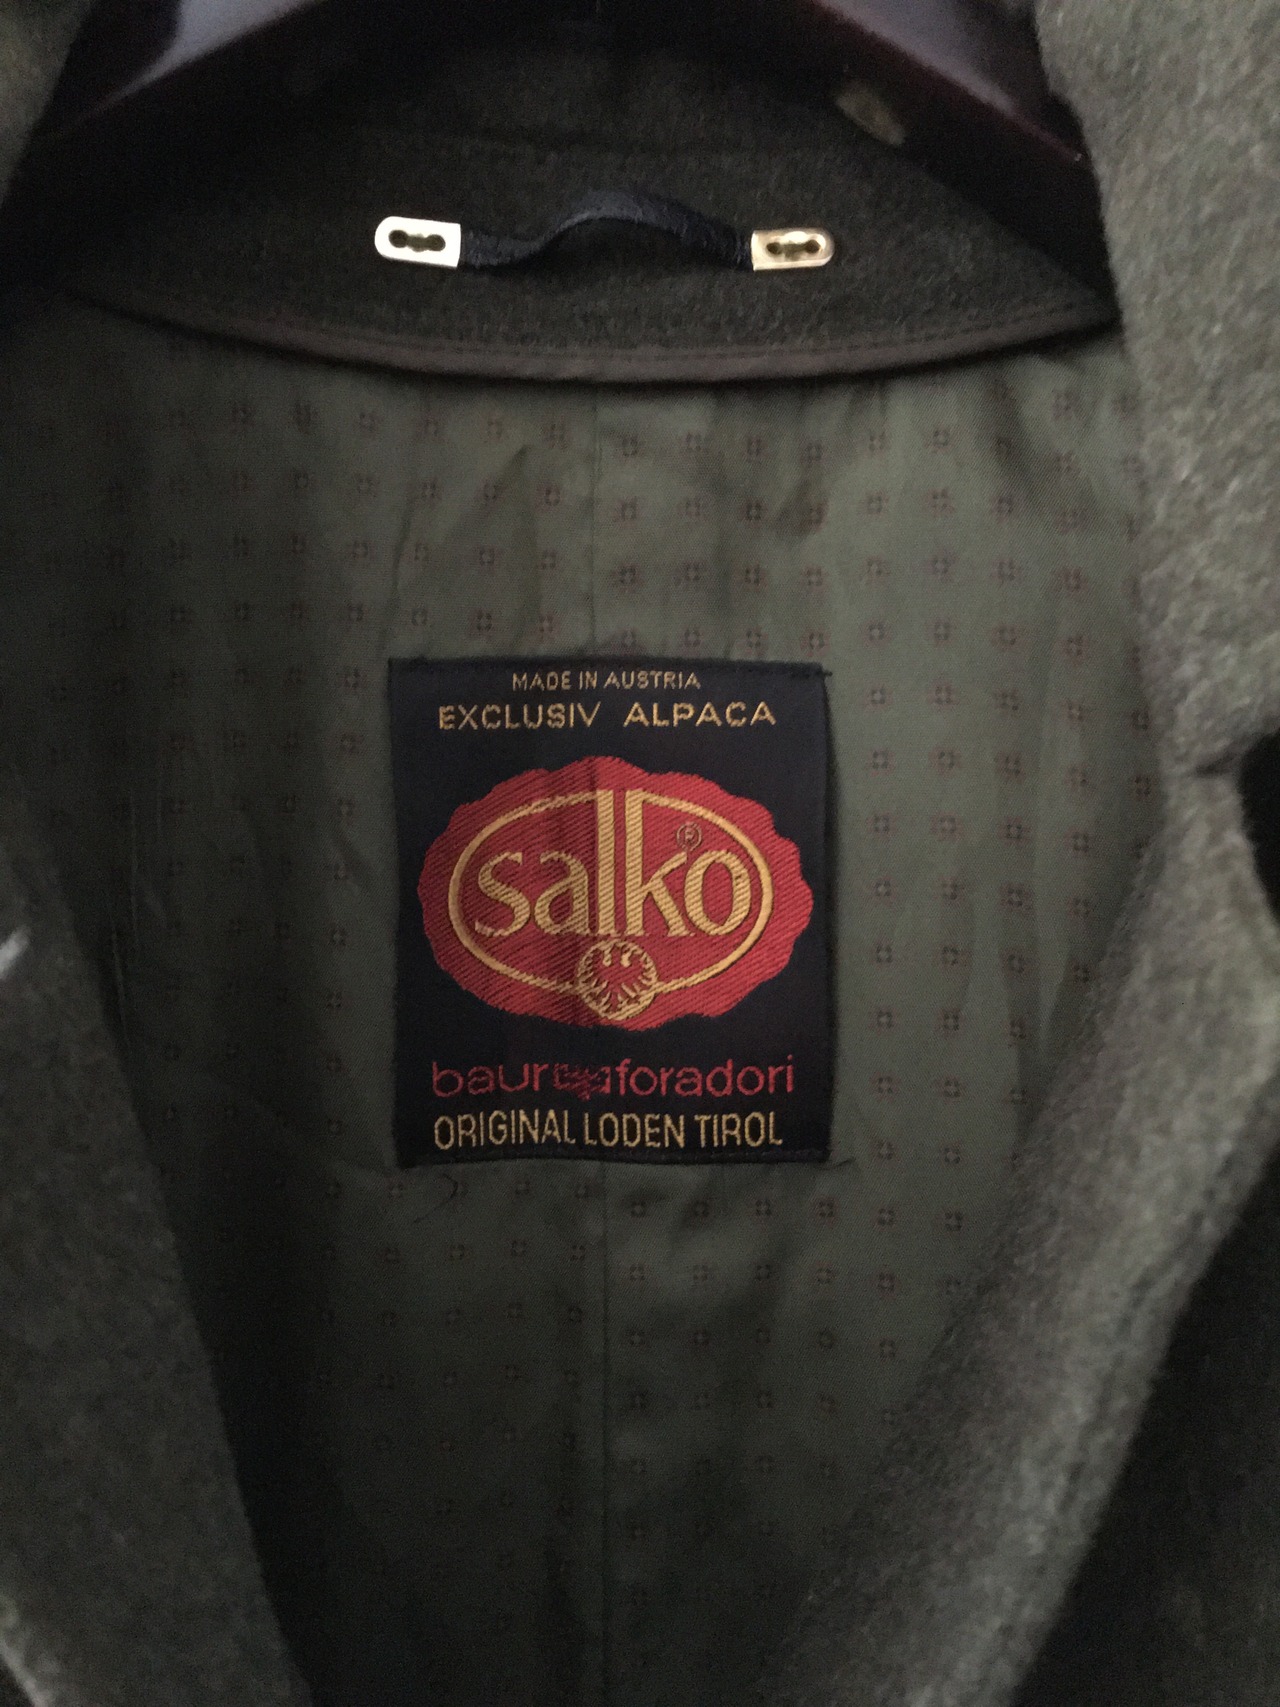 MADE IN AUSTRIA
EXCLUSIV ALPACA
salko ®
baur foradori
ORIGINAL LODEN TIROL